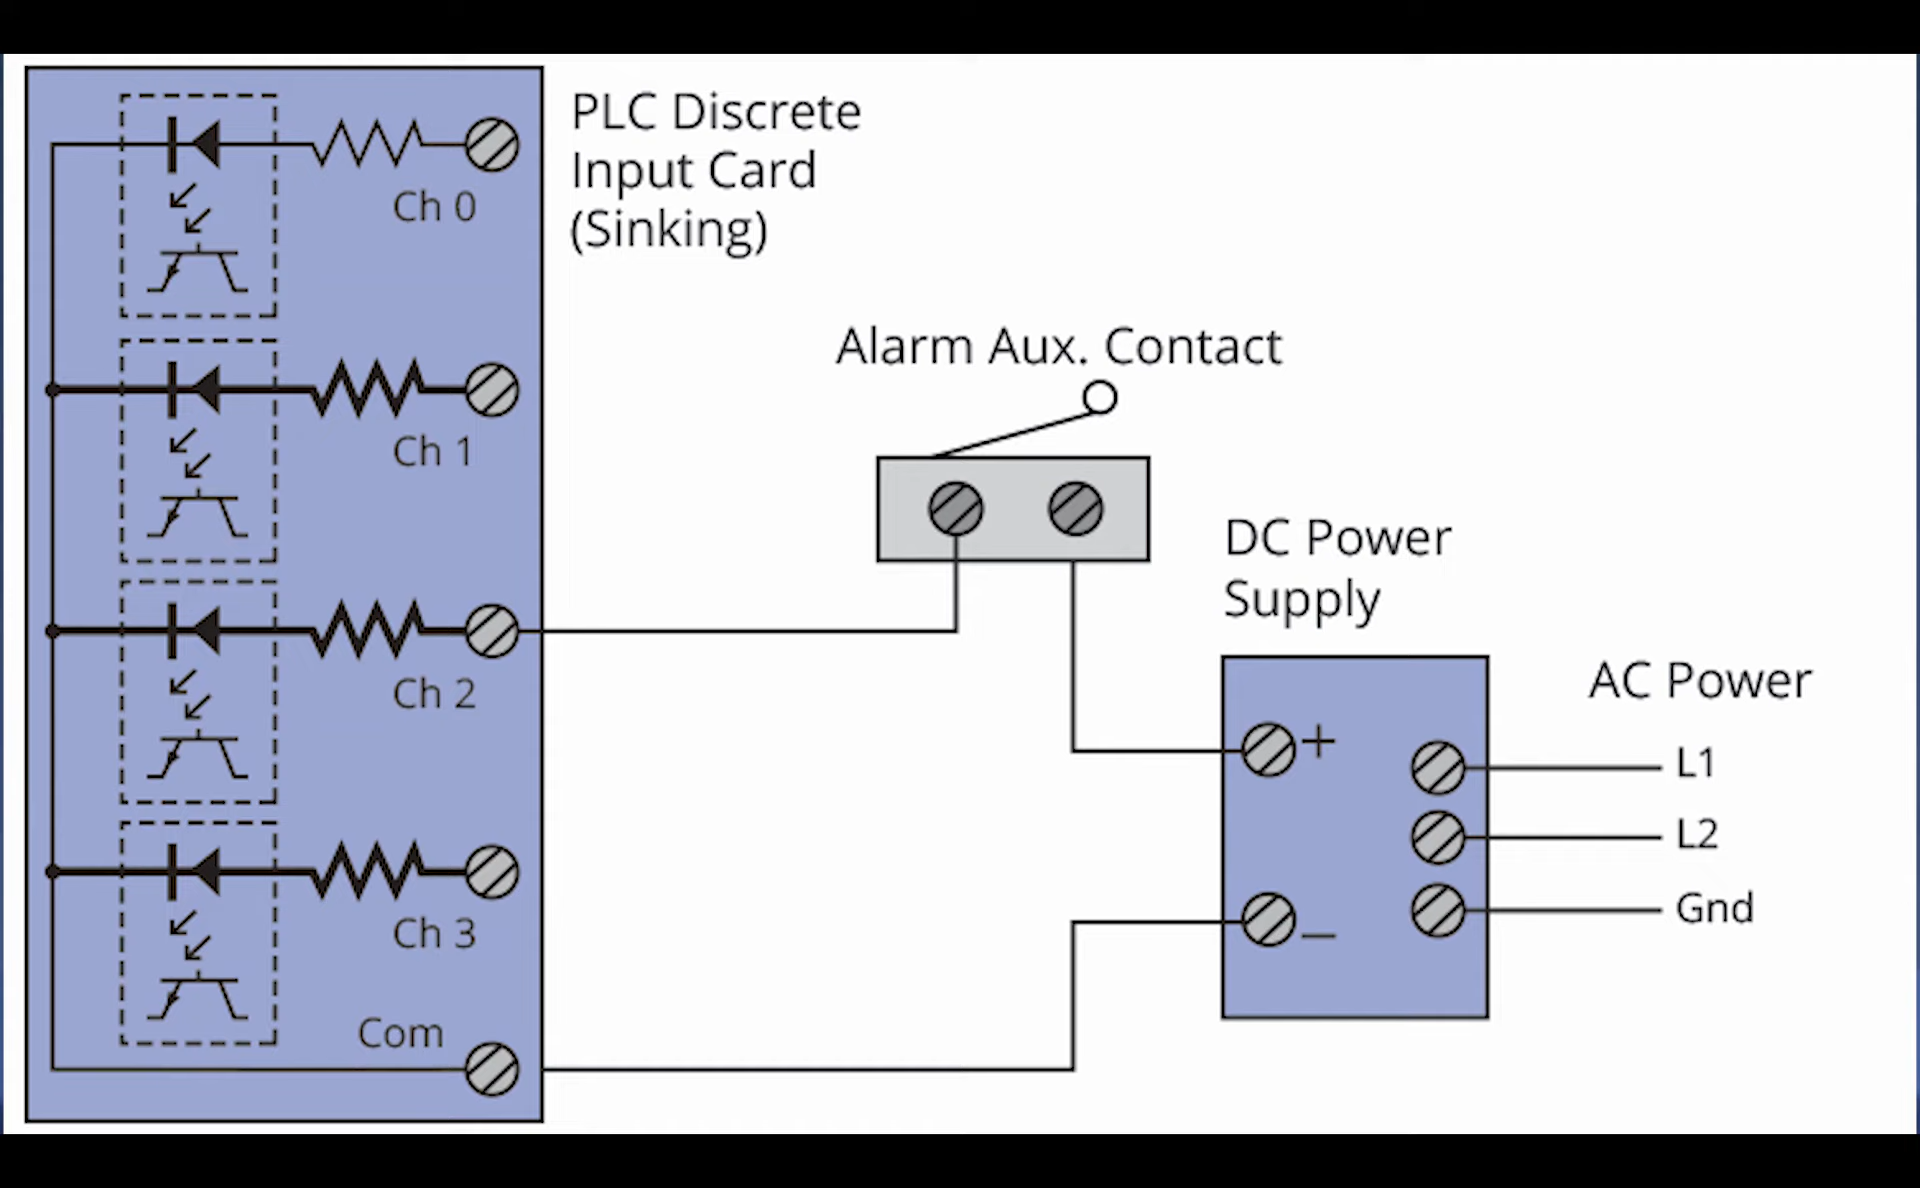 PLC Discrete
Input Card
(Sinking)
Ch 0
Ch 1
Ch 2
Ch 3
Com
Alarm Aux. Contact
DC Power
Supply
+
–
AC Power
L1
L2
Gnd